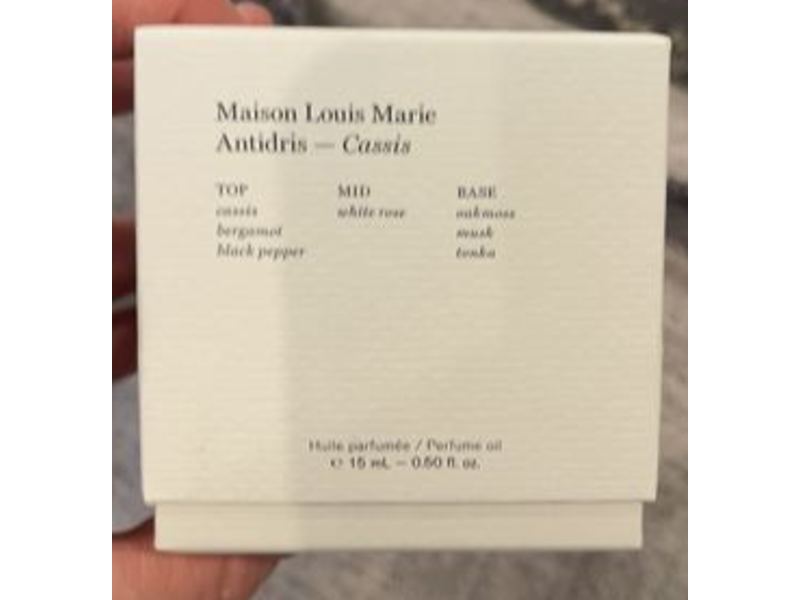 Maison Louis Marie
Antidris — Cassis
TOP MID BASE
cassis white rose oakmoss
bergamot musk
black pepper tonka
Huile parfumée / Perfume oil
℮ 15 mL – 0.50 fl. oz.